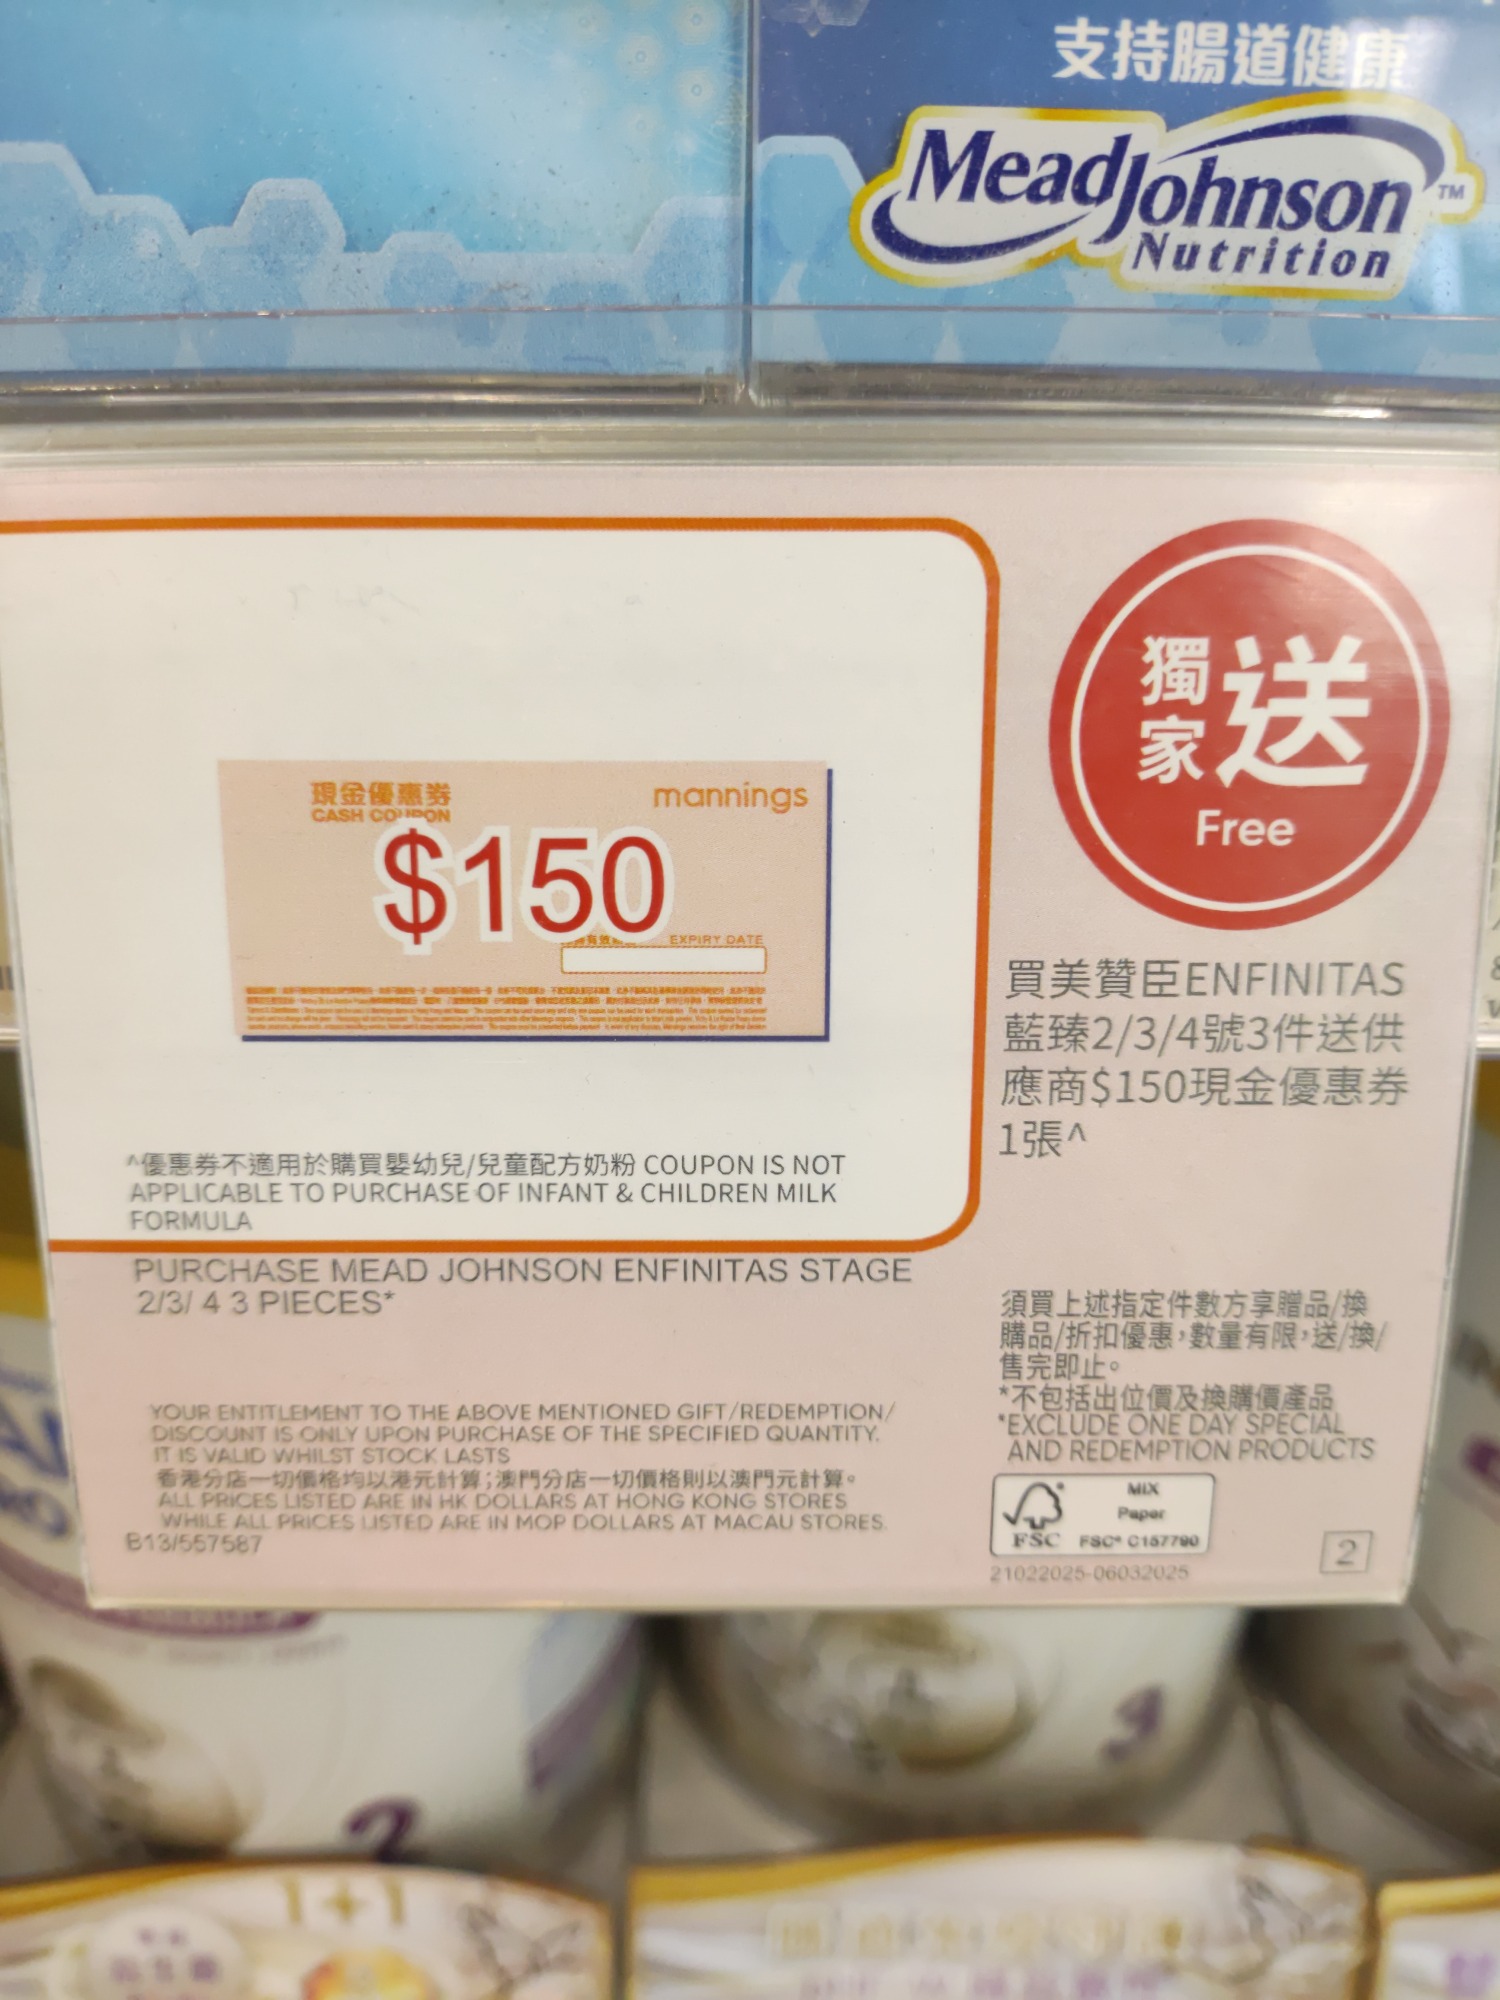 支持腸道健康
MeadJohnson™
Nutrition
獨家送
Free
現金優惠券
mannings
CASH COUPON
$150
EXPIRY DATE
買美贊臣ENFINITAS
藍臻2/3/4號3件送供
應商$150現金優惠券
1張^
^優惠券不適用於購買嬰幼兒/兒童配方奶粉 COUPON IS NOT
APPLICABLE TO PURCHASE OF INFANT & CHILDREN MILK
FORMULA
PURCHASE MEAD JOHNSON ENFINITAS STAGE
2/3/ 4 3 PIECES*
須買上述指定件數方享贈品/換
購品/折扣優惠，數量有限，送/換/
售完即止。
*不包括出位價及換購價產品
*EXCLUDE ONE DAY SPECIAL
AND REDEMPTION PRODUCTS
YOUR ENTITLEMENT TO THE ABOVE MENTIONED GIFT/REDEMPTION/
DISCOUNT IS ONLY UPON PURCHASE OF THE SPECIFIED QUANTITY.
IT IS VALID WHILST STOCK LASTS
香港分店一切價格均以港元計算；澳門分店一切價格則以澳門元計算。
ALL PRICES LISTED ARE IN HK DOLLARS AT HONG KONG STORES
WHILE ALL PRICES LISTED ARE IN MOP DOLLARS AT MACAU STORES.
B13/557587
FSC
MIX
Paper
FSC® C157790
21022025-06032025
2
2
3
1+1